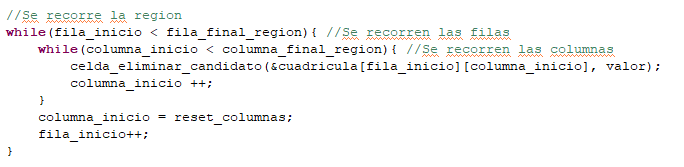 //Se recorre la region
while(fila_inicio < fila_final_region){ //Se recorren las filas
    while(columna_inicio < columna_final_region){ //Se recorren las columnas
        celda_eliminar_candidato(&cuadricula[fila_inicio][columna_inicio], valor);
        columna_inicio ++;
    }
    columna_inicio = reset_columnas;
    fila_inicio++;
}